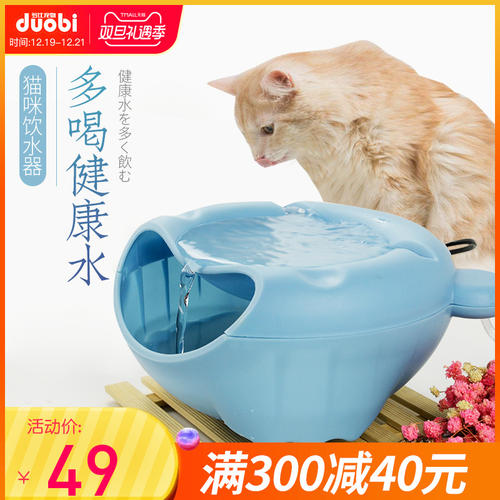 多比宠物
duobi
时间:12.19-12.21
TMALL天猫
双旦礼遇季
猫咪饮水器
多喝健康水
健康水を多く飲む
活动价:
￥49
满300减40元